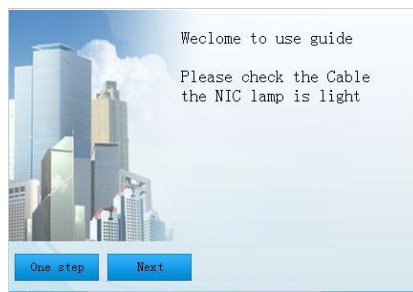 Weclome to use guide
Please check the Cable
the NIC lamp is light
One step
Next